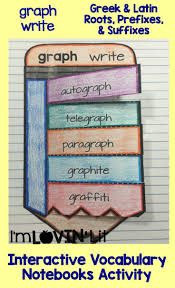 graph
write
Greek & Latin
Roots, Prefixes,
& Suffixes
graph write
autograph
telegraph
paragraph
graphite
graffiti
I'm LOVIN' Lit
Interactive Vocabulary
Notebooks Activity